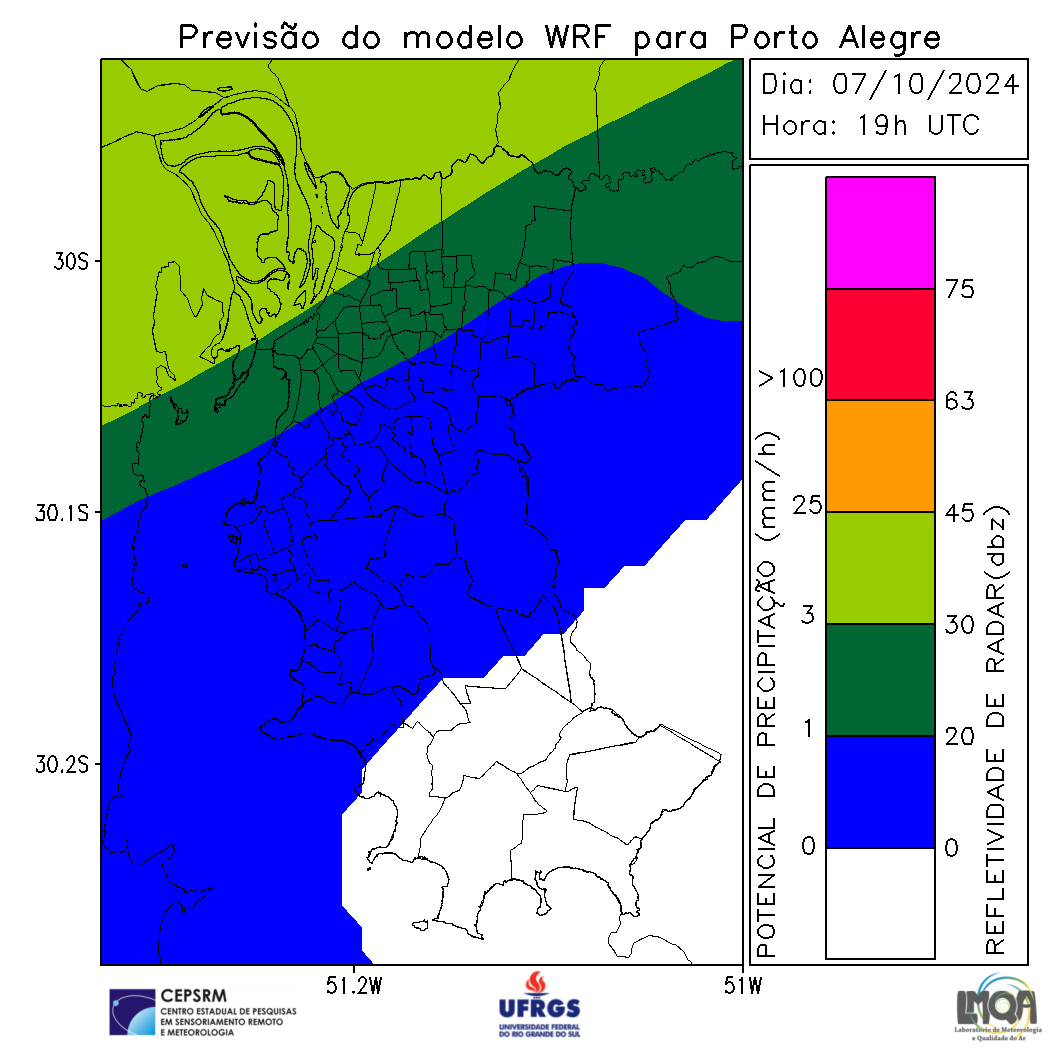 Previsão do modelo WRF para Porto Alegre
Dia: 07/10/2024
Hora: 19h UTC
30S
30.1S
30.2S
51.2W
51W
POTENCIAL DE PRECIPITAÇÃO (mm/h)
>100
25
3
1
0
75
63
45
30
20
0
REFLETIVIDADE DE RADAR(dbz)
CEPSRM
CENTRO ESTADUAL DE PESQUISAS
EM SENSORIAMENTO REMOTO
E METEOROLOGIA
UFRGS
UNIVERSIDADE FEDERAL
DO RIO GRANDE DO SUL
LMQA
Laboratório de Meteorologia
e Qualidade do Ar